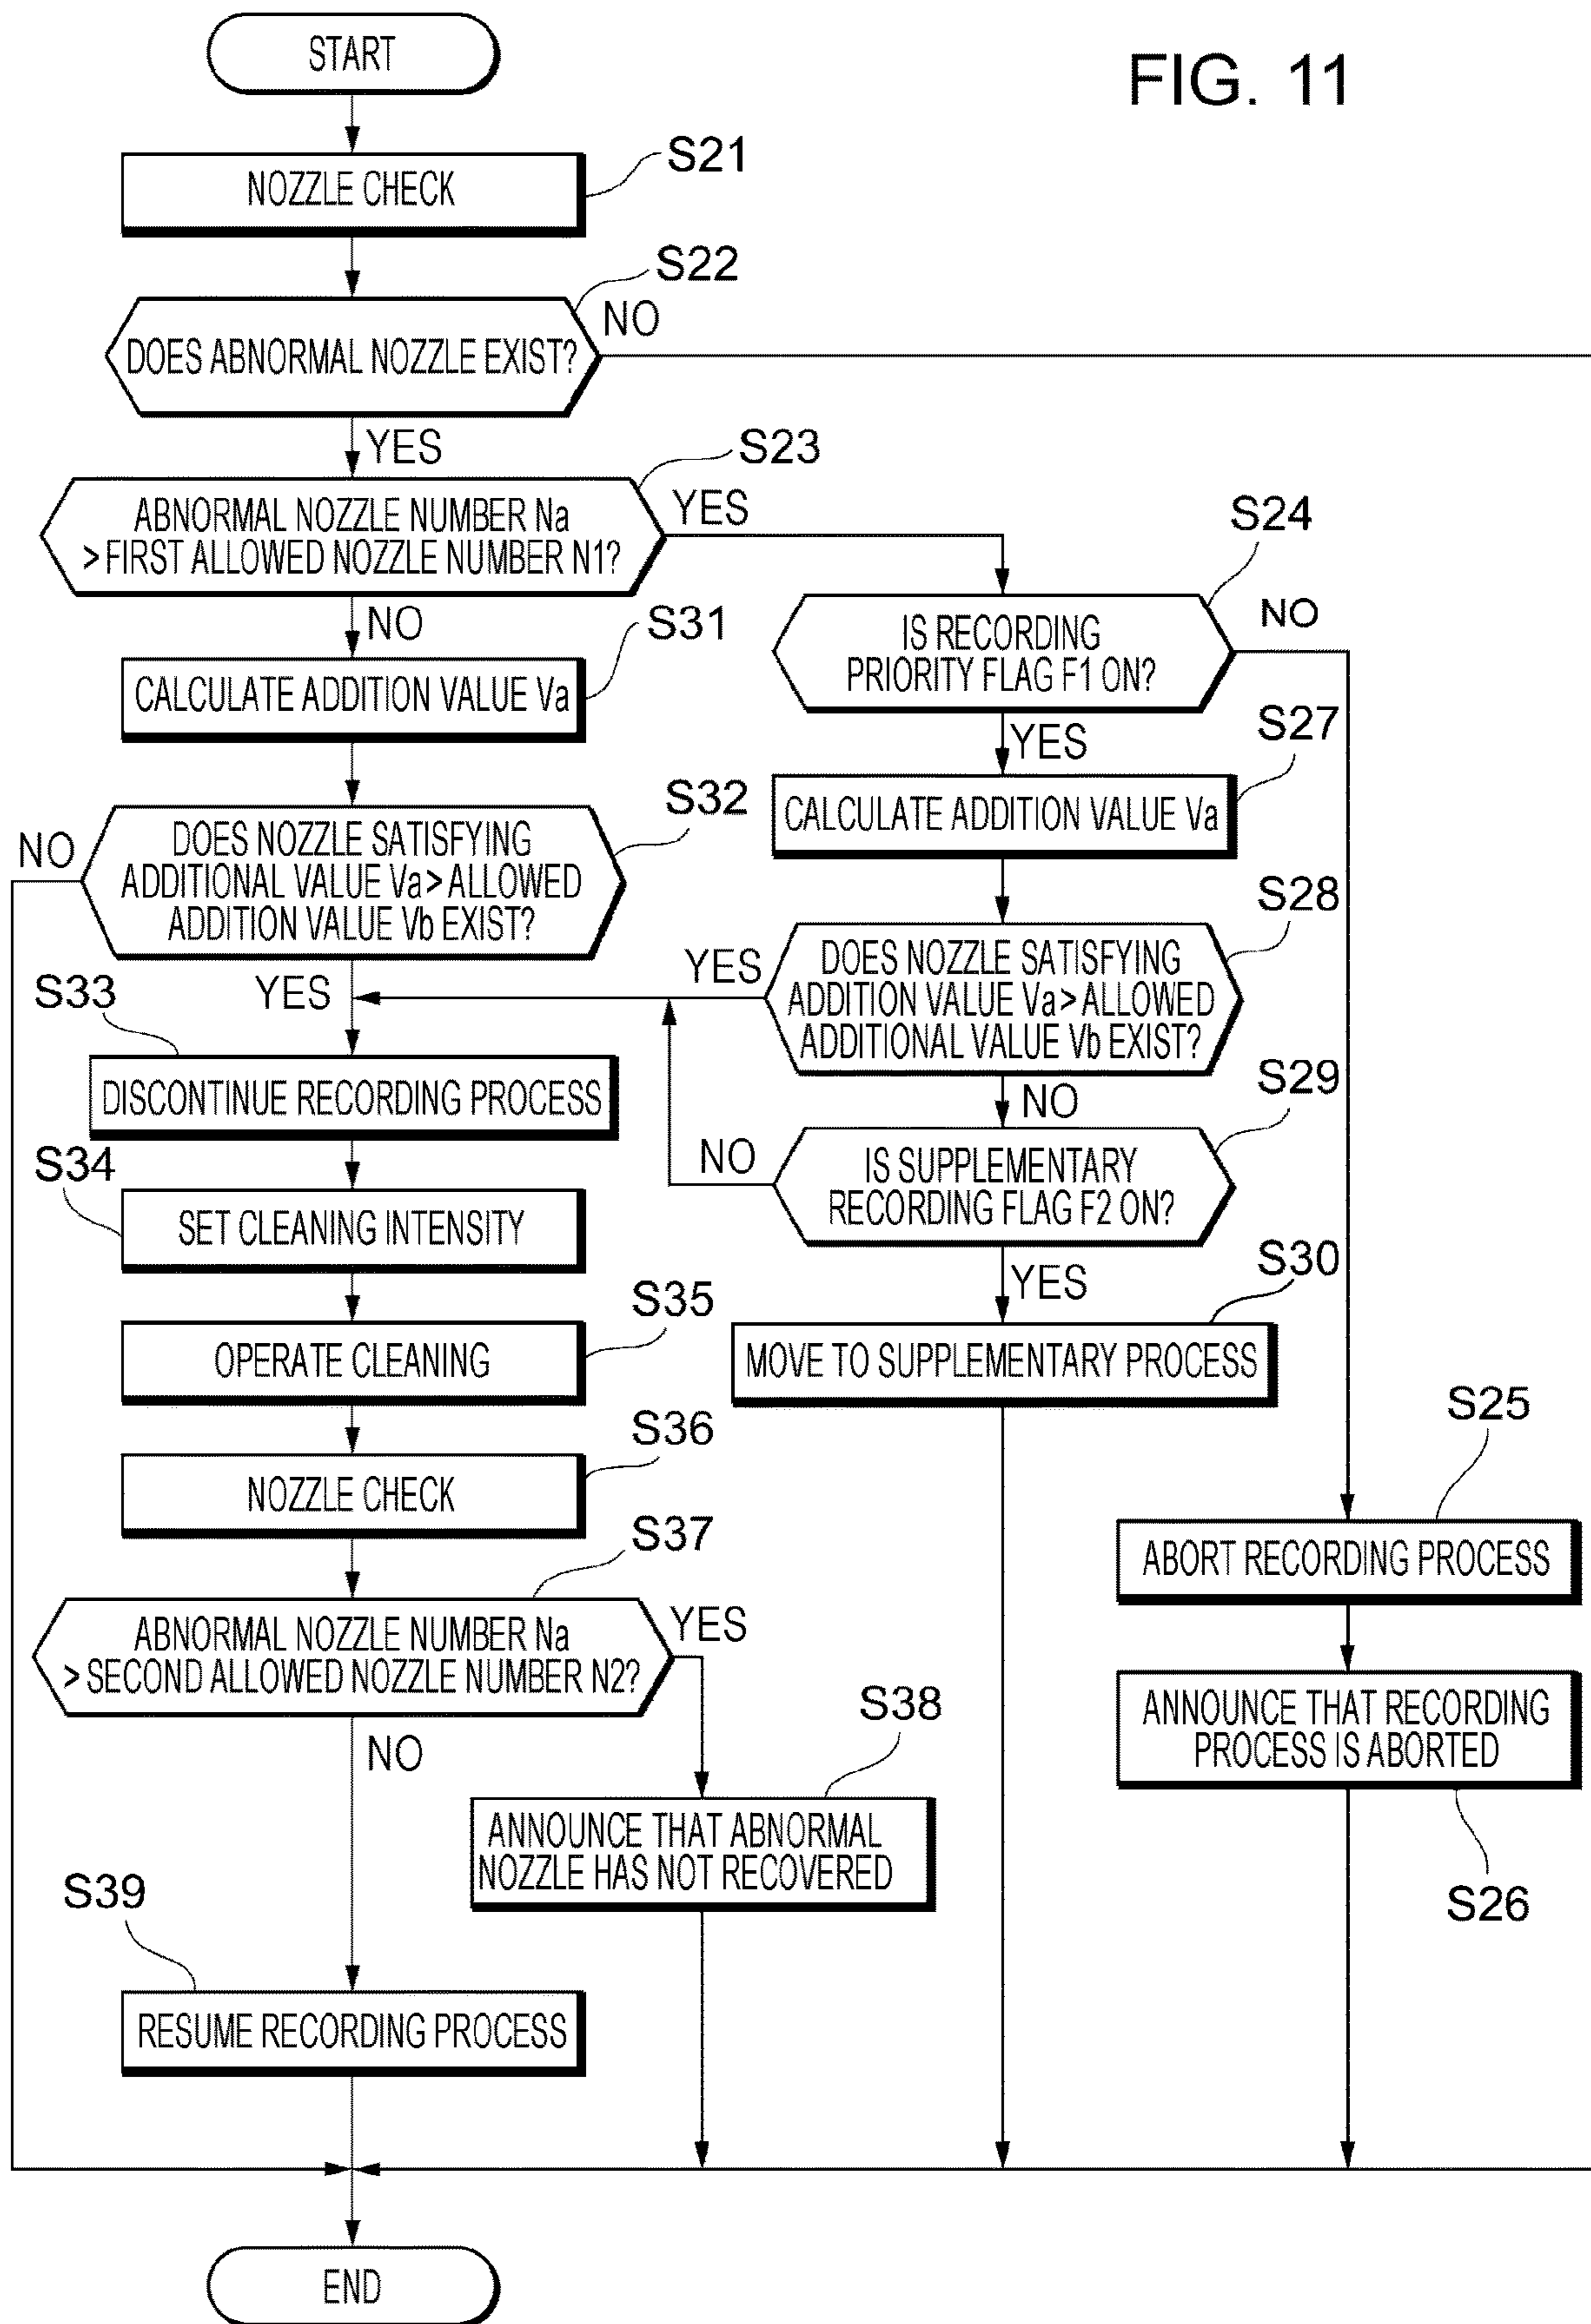 START
FIG. 11
S21
NOZZLE CHECK
S22
NO
DOES ABNORMAL NOZZLE EXIST?
YES
S23
ABNORMAL NOZZLE NUMBER Na
> FIRST ALLOWED NOZZLE NUMBER N1?
YES
S24
NO
S31
IS RECORDING
PRIORITY FLAG F1 ON?
NO
CALCULATE ADDITION VALUE Va
YES
S27
CALCULATE ADDITION VALUE Va
S32
NO
DOES NOZZLE SATISFYING
ADDITIONAL VALUE Va > ALLOWED
ADDITION VALUE Vb EXIST?
YES
S28
DOES NOZZLE SATISFYING
ADDITION VALUE Va > ALLOWED
ADDITIONAL VALUE Vb EXIST?
YES
NO
S33
DISCONTINUE RECORDING PROCESS
S29
NO
IS SUPPLEMENTARY
RECORDING FLAG F2 ON?
YES
S34
SET CLEANING INTENSITY
S30
MOVE TO SUPPLEMENTARY PROCESS
S35
OPERATE CLEANING
S36
NOZZLE CHECK
S25
ABORT RECORDING PROCESS
S37
ABNORMAL NOZZLE NUMBER Na
> SECOND ALLOWED NOZZLE NUMBER N2?
YES
NO
ANNOUNCE THAT RECORDING
PROCESS IS ABORTED
S26
S38
ANNOUNCE THAT ABNORMAL
NOZZLE HAS NOT RECOVERED
S39
RESUME RECORDING PROCESS
END